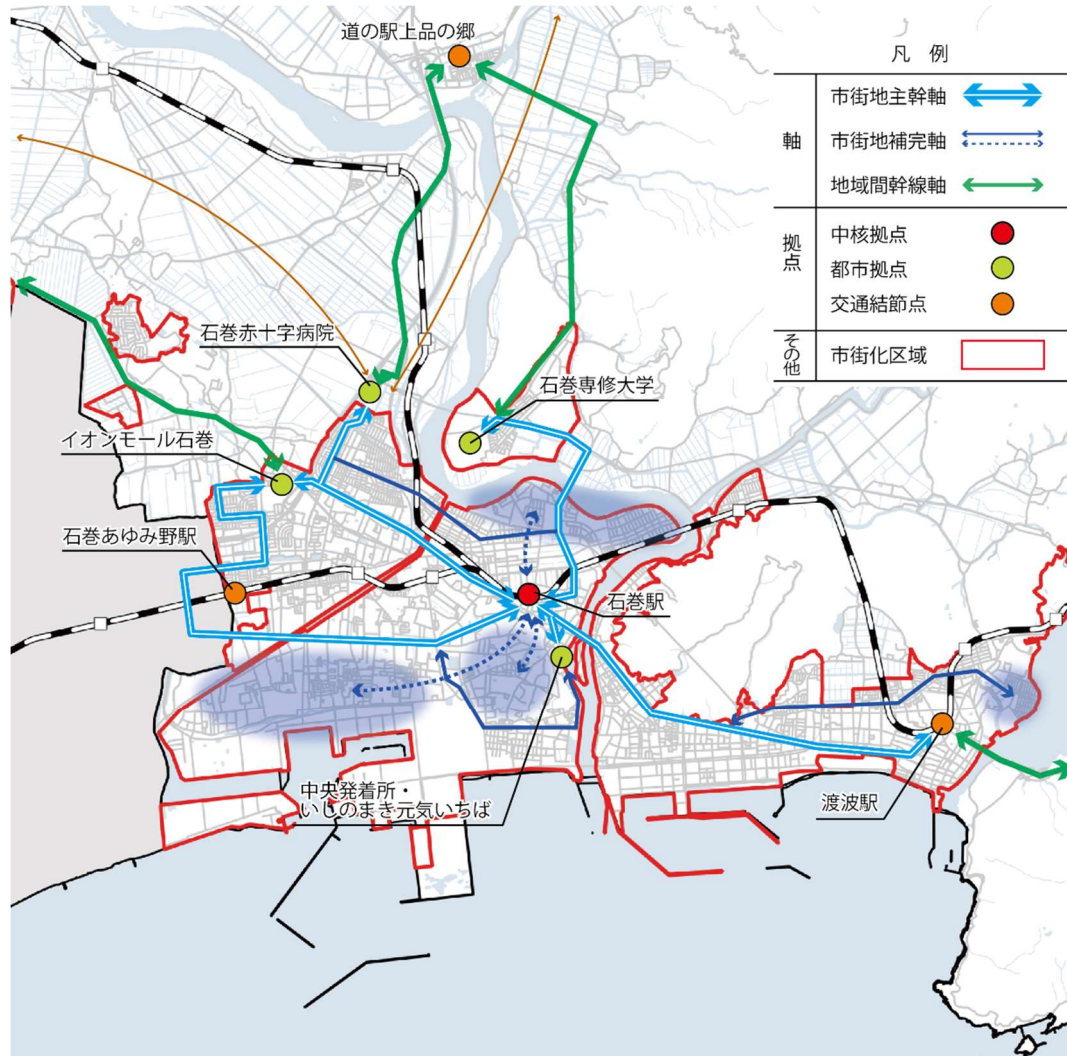 道の駅上品の郷
凡 例
軸
市街地主幹軸
市街地補完軸
地域間幹線軸
拠点
中核拠点
都市拠点
交通結節点
その他
市街化区域
石巻赤十字病院
石巻専修大学
イオンモール石巻
石巻あゆみ野駅
石巻駅
中央発着所・
いしのまき元気いちば
渡波駅